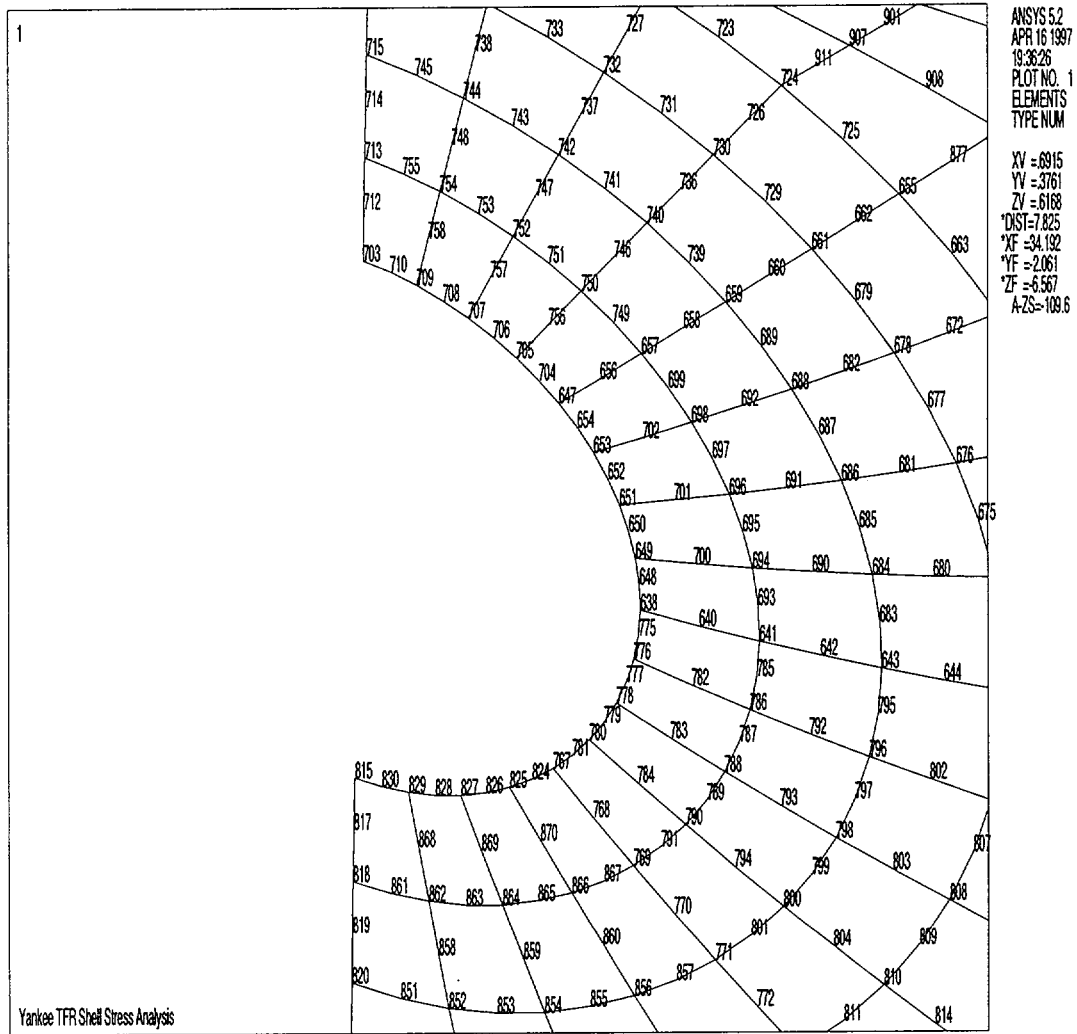 1
ANSYS 5.2
APR 16 1997
19:36:26
PLOT NO. 1
ELEMENTS
TYPE NUM
XV =.6915
YV =.3761
ZV =.6168
*DIST=7.825
*XF =34.192
*YF =-2.061
*ZF =-6.567
A-ZS=-109.6
733 727 723 901
715 738 907
745 732 911 908
714 744 737 731 724
743 726 725
748 742 730 877
713 755 741 736 729 655
754 747 662
712 753 740 661 663
758 752 746 739 660
703 710 751 679
709 757 750 659
708 749 658 689 672
707 756 682 678
706 705 657
704 656 699 692 688 677
647 698 687
654 702
653 697 681 676
652 691 686
651 701 696 675
650 695 685
649 700 694 690 684 680
648 693 683
638 640
775 641 642
776 785 643 644
777 782
778 786 795
779 783 787 792
780 796
781 788 802
767 784 789 793 797
815 830 829 828 827 826 825 824
817 868 869 870 768 790 798 807
791 794
818 769 799 803
861 862 863 864 865 866 867 808
770 800
819 801 809
858 859 860 804
771
820 857 810
851 852 853 854 855 856 772 811 814
Yankee TFR Shell Stress Analysis